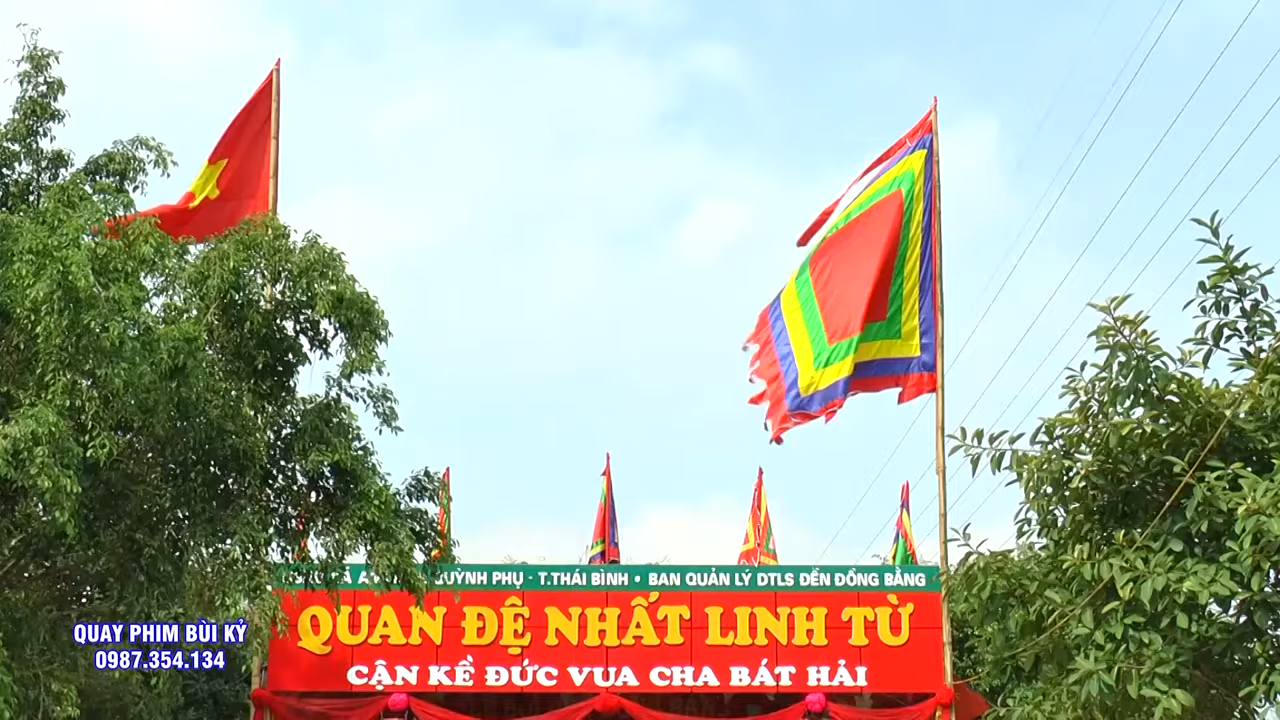 QUỲNH PHỤ - T.THÁI BÌNH • BAN QUẢN LÝ DTLS ĐỀN ĐỒNG BẰNG
QUAN ĐỆ NHẤT LINH TỪ
CẬN KỀ ĐỨC VUA CHA BÁT HẢI
QUAY PHIM BÙI KỶ
0987.354.134